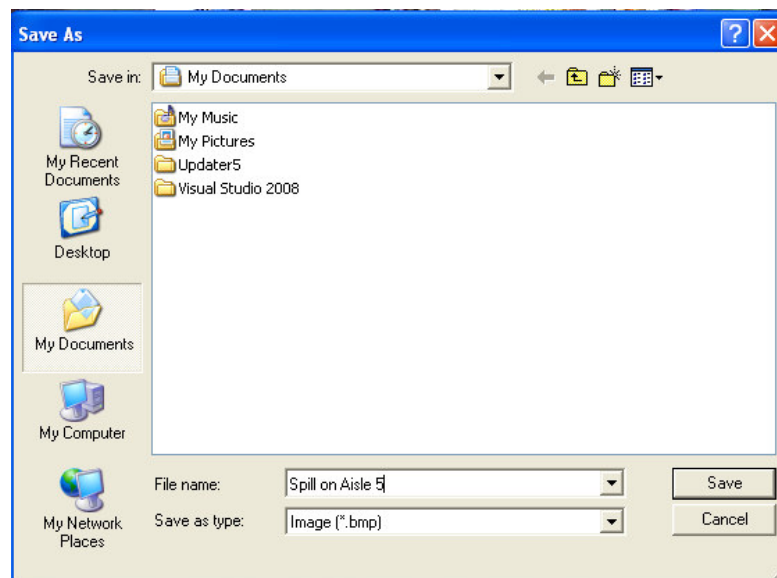 Save As
Save in:
My Documents
My Music
My Pictures
Updater5
Visual Studio 2008
My Recent
Documents
Desktop
My Documents
My Computer
My Network
Places
File name:
Spill on Aisle 5
Save
Save as type:
Image (*.bmp)
Cancel